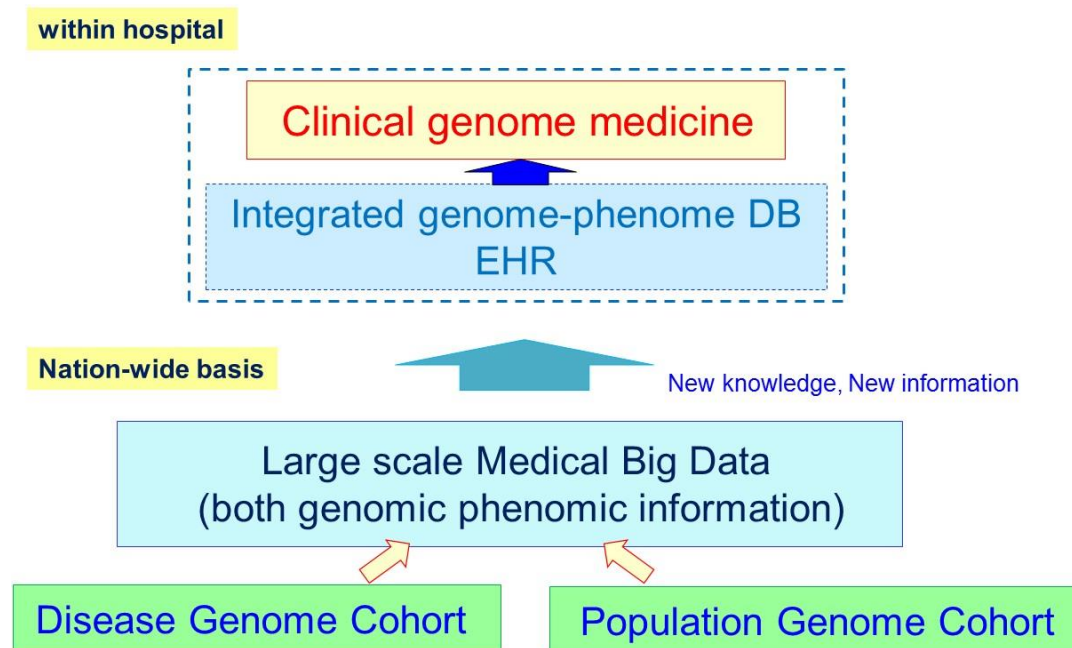 within hospital
Clinical genome medicine
Integrated genome-phenome DB
EHR
Nation-wide basis
New knowledge, New information
Large scale Medical Big Data
(both genomic phenomic information)
Disease Genome Cohort
Population Genome Cohort